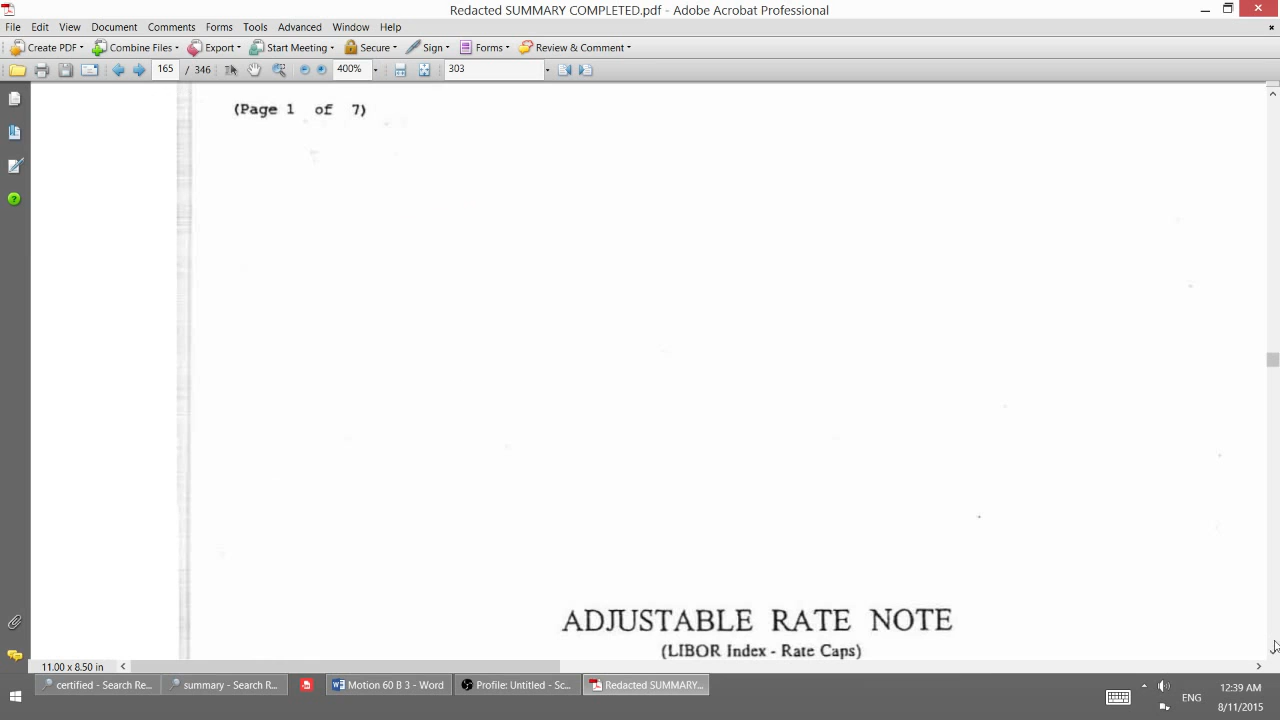 Redacted SUMMARY COMPLETED.pdf - Adobe Acrobat Professional
File Edit View Document Comments Forms Tools Advanced Window Help
Create PDF Combine Files Export Start Meeting Secure Sign Forms Review & Comment
165 / 346 400% 303
(Page 1 of 7)
ADJUSTABLE RATE NOTE
(LIBOR Index - Rate Caps)
11.00 x 8.50 in
certified - Search Re... summary - Search R... Motion 60 B 3 - Word Profile: Untitled - Sc... Redacted SUMMARY... ENG 12:39 AM
8/11/2015